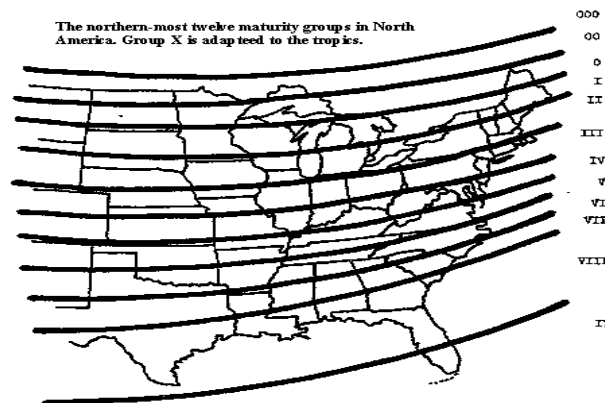 The northern-most twelve maturity groups in North
America. Group X is adapteed to the tropics.
000
00
0
I
II
III
IV
V
VI
VII
VIII